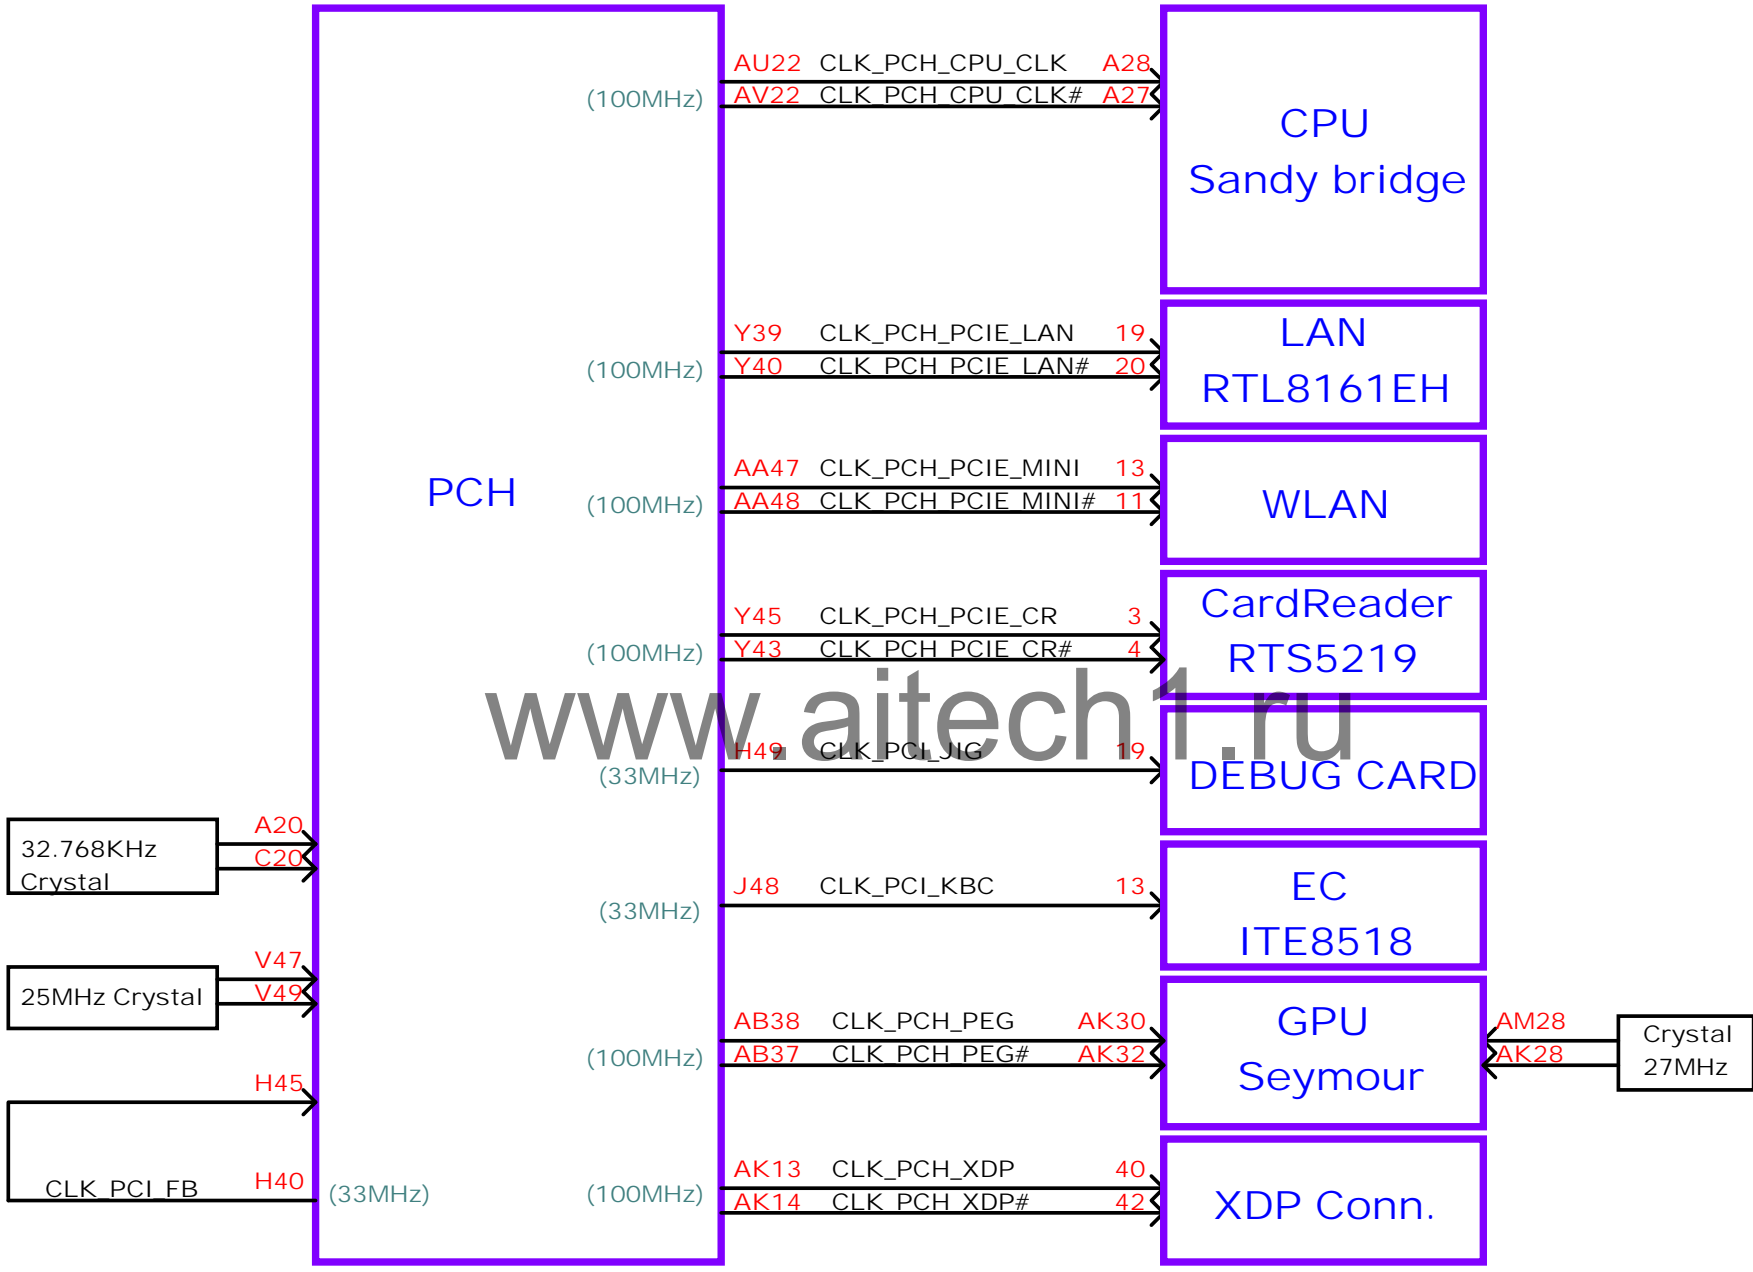 AU22 CLK_PCH_CPU_CLK A28
(100MHz) AV22 CLK_PCH_CPU_CLK# A27
CPU
Sandy bridge
Y39 CLK_PCH_PCIE_LAN 19
(100MHz) Y40 CLK_PCH_PCIE_LAN# 20
LAN
RTL8161EH
PCH
AA47 CLK_PCH_PCIE_MINI 13
(100MHz) AA48 CLK_PCH_PCIE_MINI# 11
WLAN
Y45 CLK_PCH_PCIE_CR 3
(100MHz) Y43 CLK_PCH_PCIE_CR# 4
CardReader
RTS5219
www.aitech1.ru
H49 CLK_PCI_JIG 19
(33MHz)
DEBUG CARD
32.768KHz
Crystal
A20
C20
J48 CLK_PCI_KBC 13
(33MHz)
EC
ITE8518
25MHz Crystal
V47
V49
AB38 CLK_PCH_PEG AK30
(100MHz) AB37 CLK_PCH_PEG# AK32
GPU
Seymour
AM28
AK28
Crystal
27MHz
H45
CLK_PCI_FB H40 (33MHz)
AK13 CLK_PCH_XDP 40
(100MHz) AK14 CLK_PCH_XDP# 42
XDP Conn.